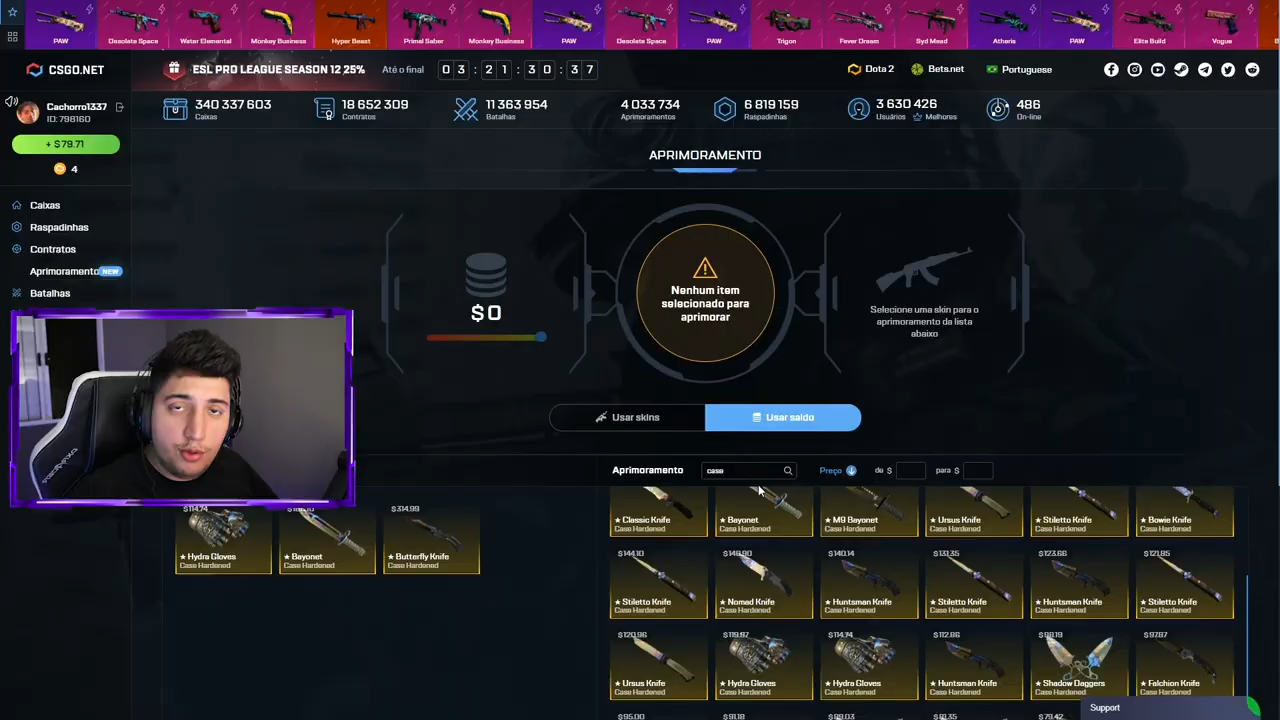 PAW
Desolate Space
Water Elemental
Monkey Business
Hyper Beast
Primal Saber
Monkey Business
PAW
Desolate Space
PAW
Trigon
Fever Dream
Syd Mead
Atheris
PAW
Elite Build
Vogue
CSGO.NET
ESL PRO LEAGUE SEASON 12 25%
Até o final
0 3 : 2 1 : 3 0 : 3 7
Dota 2
Bets.net
Portuguese
Cachorro1337
ID: 798160
+ $79.71
4
340 337 603
Caixas
18 652 309
Contratos
11 363 954
Batalhas
4 033 734
Aprimoramentos
6 819 159
Raspadinhas
3 630 426
Usuários
Melhores
486
On-line
Caixas
Raspadinhas
Contratos
Aprimoramento NEW
Batalhas
APRIMORAMENTO
$0
Nenhum item
selecionado para
aprimorar
Selecione uma skin para o
aprimoramento da lista
abaixo
Usar skins
Usar saldo
Aprimoramento
case
Preço
de $
para $
$114.74
★ Hydra Gloves
Case Hardened
★ Bayonet
Case Hardened
$314.99
★ Butterfly Knife
Case Hardened
★ Classic Knife
Case Hardened
★ Bayonet
Case Hardened
★ M9 Bayonet
Case Hardened
★ Ursus Knife
Case Hardened
★ Stiletto Knife
Case Hardened
★ Bowie Knife
Case Hardened
$144.10
★ Stiletto Knife
Case Hardened
★ Nomad Knife
Case Hardened
$140.14
★ Huntsman Knife
Case Hardened
$131.35
★ Stiletto Knife
Case Hardened
$123.66
★ Huntsman Knife
Case Hardened
$121.85
★ Stiletto Knife
Case Hardened
$120.96
★ Ursus Knife
Case Hardened
$119.97
★ Hydra Gloves
Case Hardened
$114.74
★ Hydra Gloves
Case Hardened
$112.86
★ Huntsman Knife
Case Hardened
★ Shadow Daggers
Case Hardened
$97.87
★ Falchion Knife
Case Hardened
$95.00
$91.18
$79.42
Support